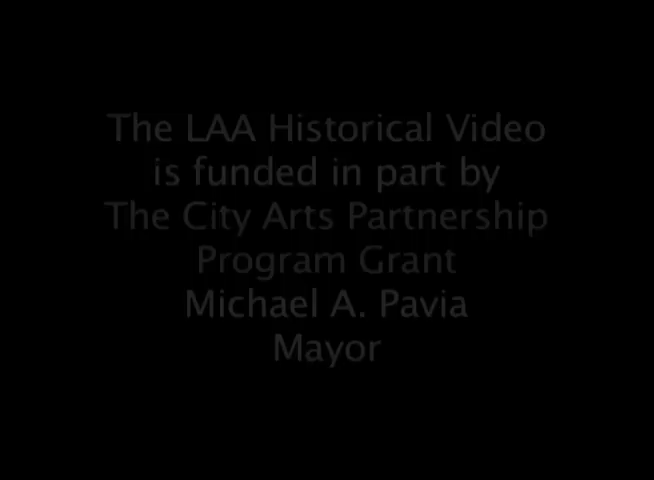 The LAA Historical Video
is funded in part by
The City Arts Partnership
Program Grant
Michael A. Pavia
Mayor